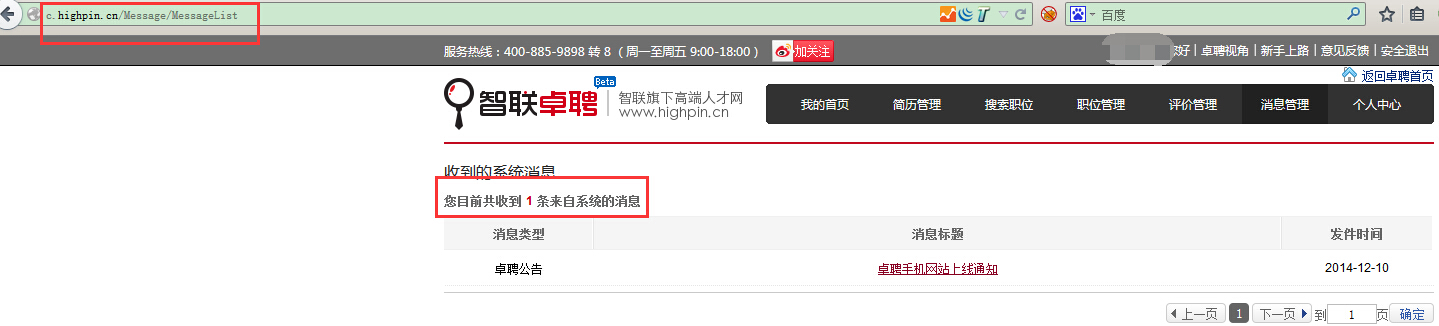 c.highpin.cn/Message/MessageList
百度
服务热线：400-885-9898 转 8 （周一至周五 9:00-18:00） 加关注
您好 | 卓聘视角 | 新手上路 | 意见反馈 | 安全退出
返回卓聘首页
智联卓聘 Beta
智联旗下高端人才网
www.highpin.cn
我的首页 简历管理 搜索职位 职位管理 评价管理 消息管理 个人中心
收到的系统消息
您目前共收到 1 条来自系统的消息
消息类型 消息标题 发件时间
卓聘公告 卓聘手机网站上线通知 2014-12-10
上一页 1 下一页 到 1 页 确定